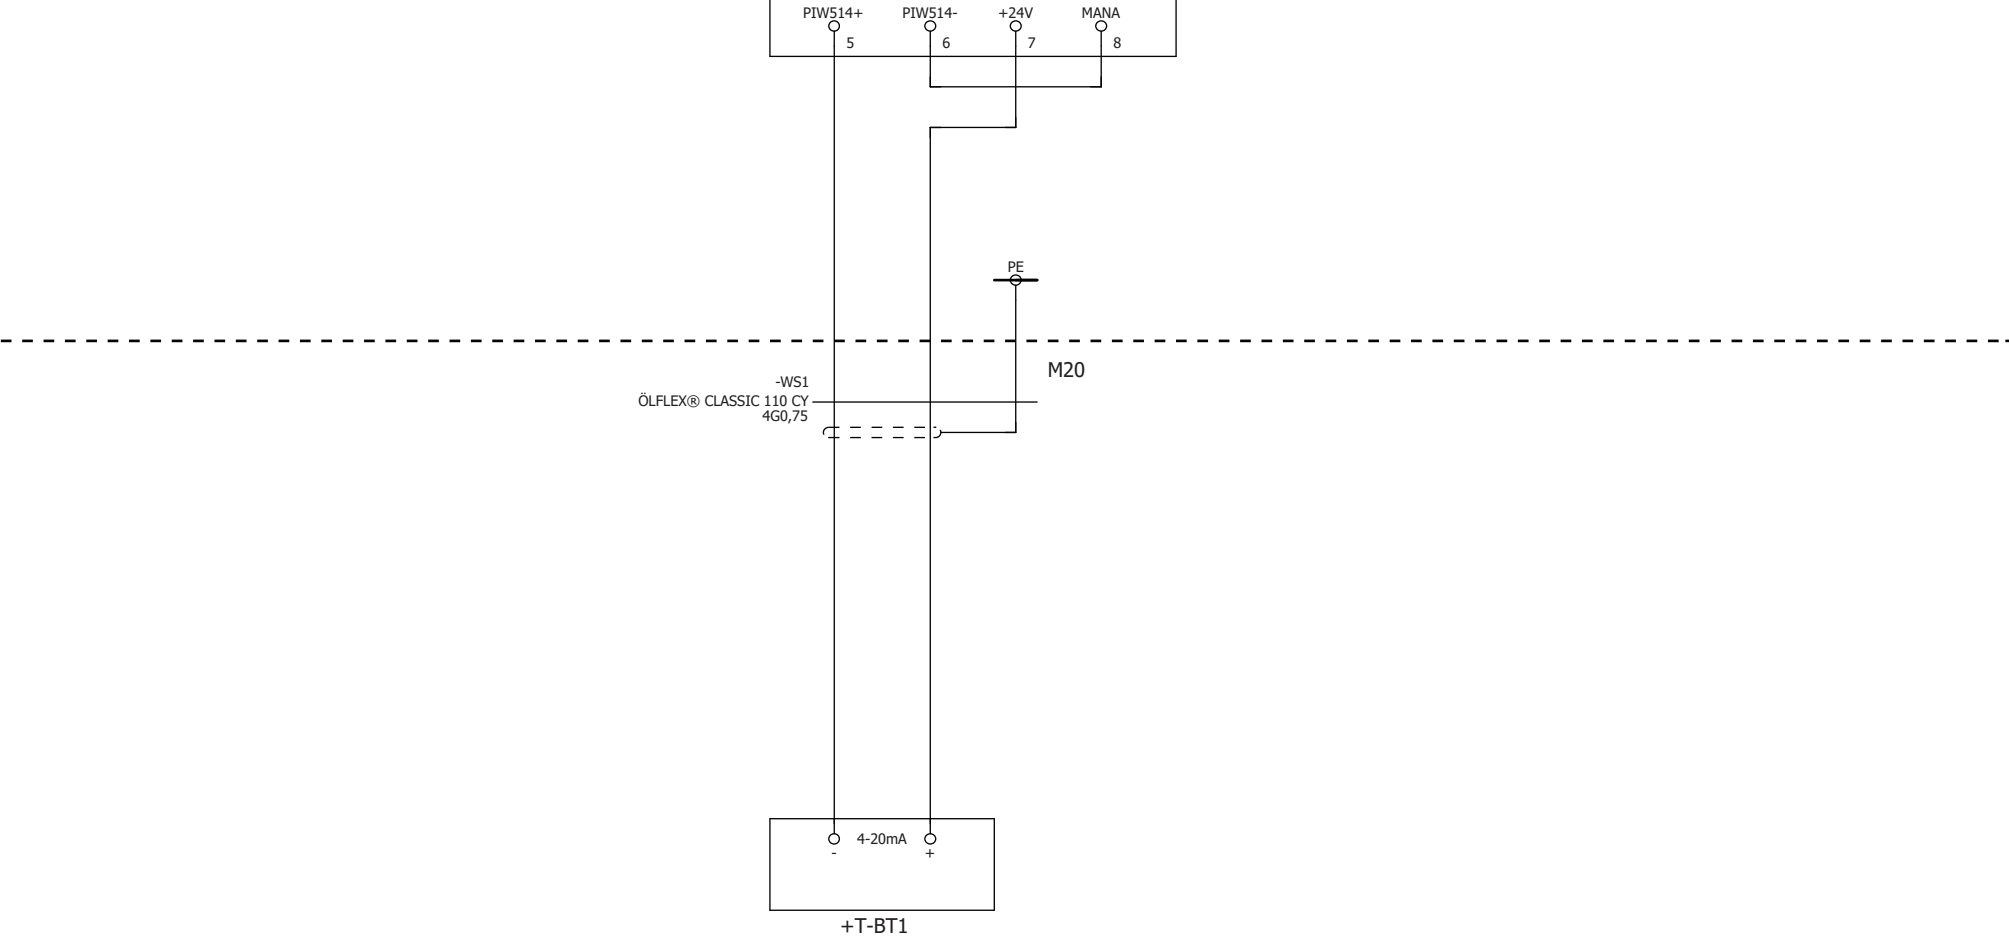 PIW514+ PIW514- +24V MANA
5 6 7 8
PE
M20
-WS1
ÖLFLEX® CLASSIC 110 CY
4G0,75
4-20mA
- +
+T-BT1